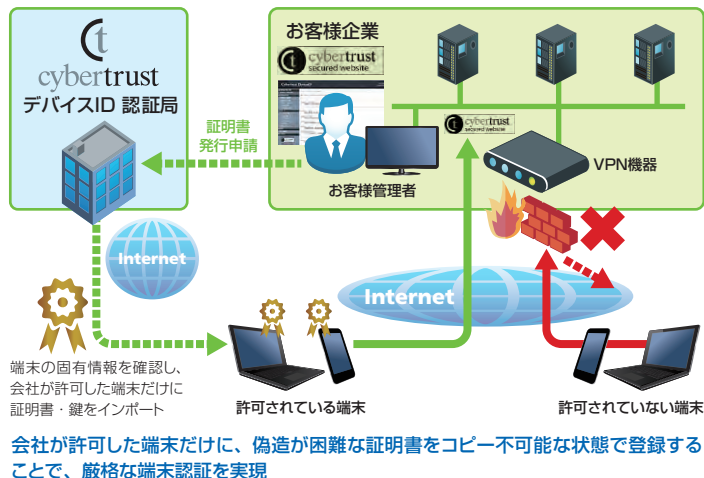 cybertrust
デバイスID 認証局
お客様企業
cybertrust
secured website
証明書
発行申請
お客様管理者
cybertrust
secured website
VPN機器
Internet
Internet
端末の固有情報を確認し、
会社が許可した端末だけに
証明書・鍵をインポート
許可されている端末
許可されていない端末
会社が許可した端末だけに、偽造が困難な証明書をコピー不可能な状態で登録する
ことで、厳格な端末認証を実現